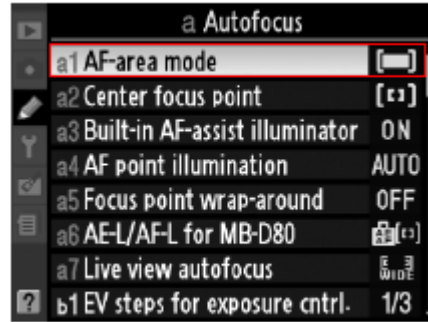 a Autofocus
a1 AF-area mode
a2 Center focus point
a3 Built-in AF-assist illuminator ON
a4 AF point illumination AUTO
a5 Focus point wrap-around OFF
a6 AE-L/AF-L for MB-D80
a7 Live view autofocus WIDE
b1 EV steps for exposure cntrl. 1/3
?